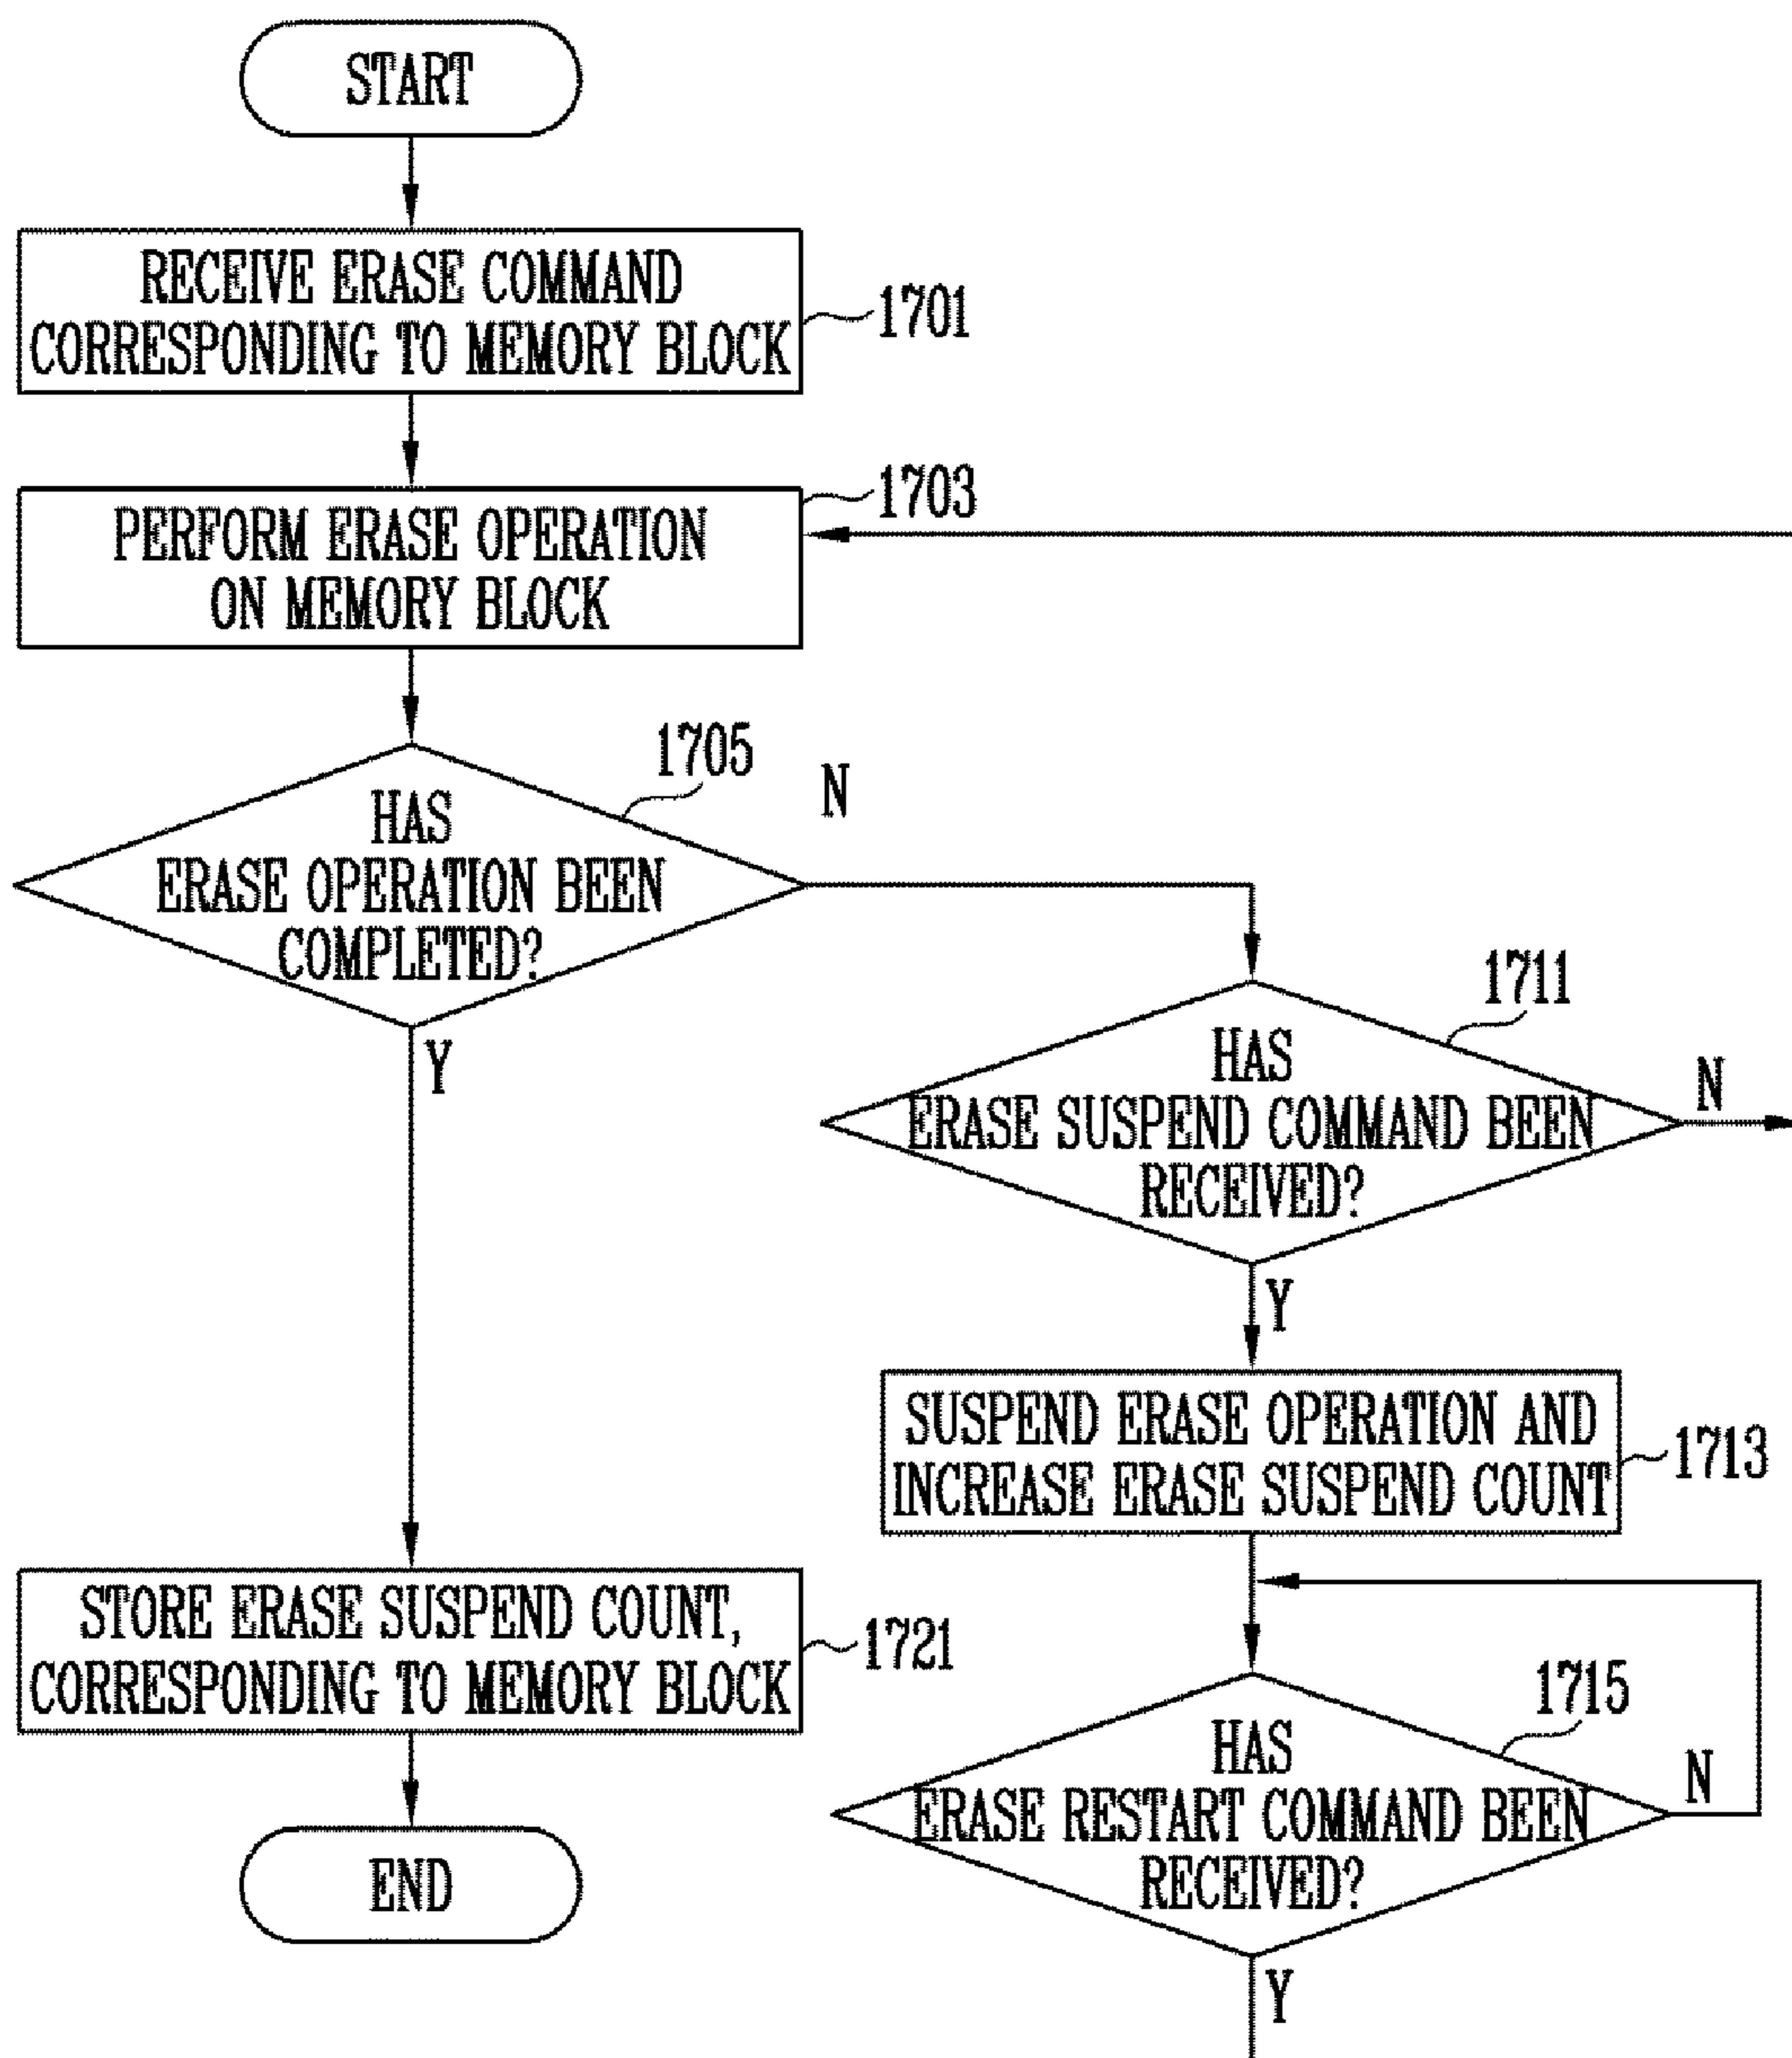 START
RECEIVE ERASE COMMAND
CORRESPONDING TO MEMORY BLOCK
1701
1703
PERFORM ERASE OPERATION
ON MEMORY BLOCK
1705
N
HAS
ERASE OPERATION BEEN
COMPLETED?
Y
1711
HAS
ERASE SUSPEND COMMAND BEEN
RECEIVED?
N
Y
SUSPEND ERASE OPERATION AND
INCREASE ERASE SUSPEND COUNT
1713
STORE ERASE SUSPEND COUNT,
CORRESPONDING TO MEMORY BLOCK
1721
1715
HAS
ERASE RESTART COMMAND BEEN
RECEIVED?
N
Y
END